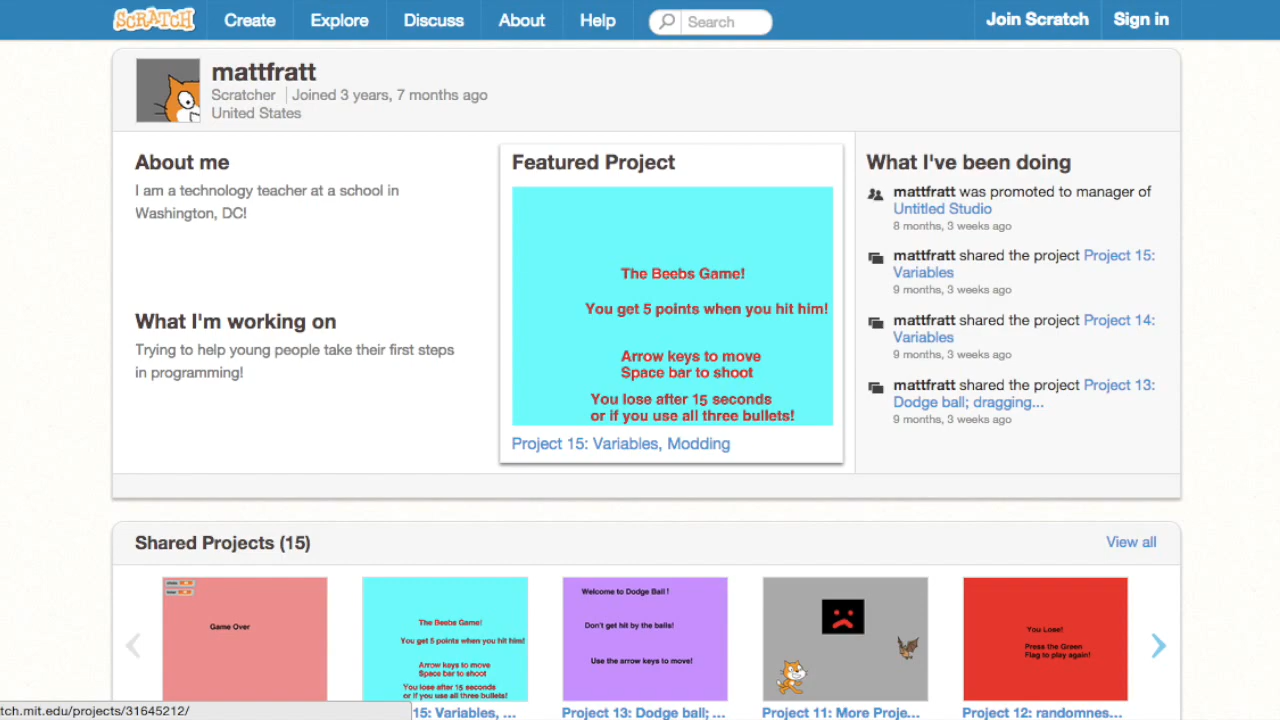 SCRATCH Create Explore Discuss About Help Search Join Scratch Sign in
mattfratt
Scratcher Joined 3 years, 7 months ago
United States
About me
I am a technology teacher at a school in
Washington, DC!
What I'm working on
Trying to help young people take their first steps
in programming!
Featured Project
The Beebs Game!
You get 5 points when you hit him!
Arrow keys to move
Space bar to shoot
You lose after 15 seconds
or if you use all three bullets!
Project 15: Variables, Modding
What I've been doing
mattfratt was promoted to manager of
Untitled Studio
8 months, 3 weeks ago
mattfratt shared the project Project 15:
Variables
9 months, 3 weeks ago
mattfratt shared the project Project 14:
Variables
9 months, 3 weeks ago
mattfratt shared the project Project 13:
Dodge ball; dragging...
9 months, 3 weeks ago
Shared Projects (15)
View all
Game Over
The Beebs Game!
You get 5 points when you hit him!
Arrow keys to move
Space bar to shoot
You lose after 15 seconds
or if you use all three bullets!
Welcome to Dodge Ball !
Don't get hit by the balls!
Use the arrow keys to move!
You Lose!
Press the Green
Flag to play again!
15: Variables, ...
Project 13: Dodge ball; ...
Project 11: More Proje...
Project 12: randomnes...
tch.mit.edu/projects/31645212/